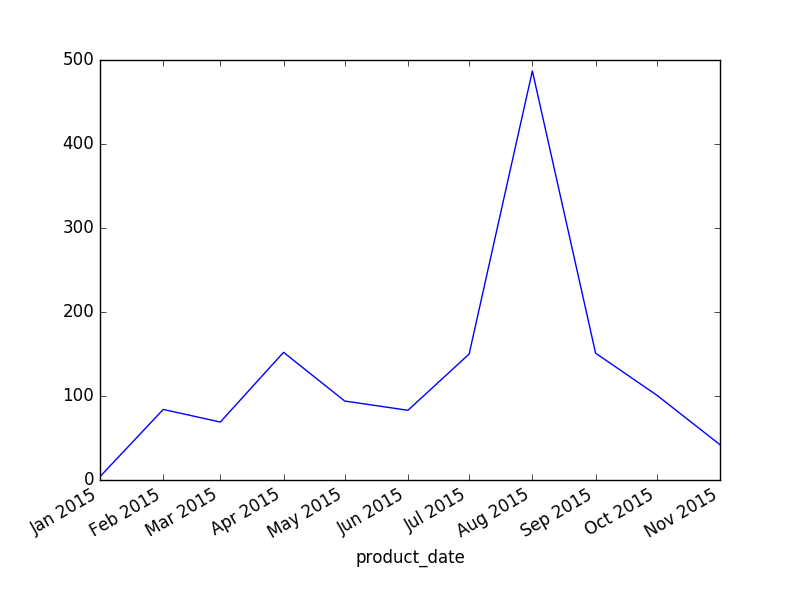 500
400
300
200
100
0
Jan 2015
Feb 2015
Mar 2015
Apr 2015
May 2015
Jun 2015
Jul 2015
Aug 2015
Sep 2015
Oct 2015
Nov 2015
product_date